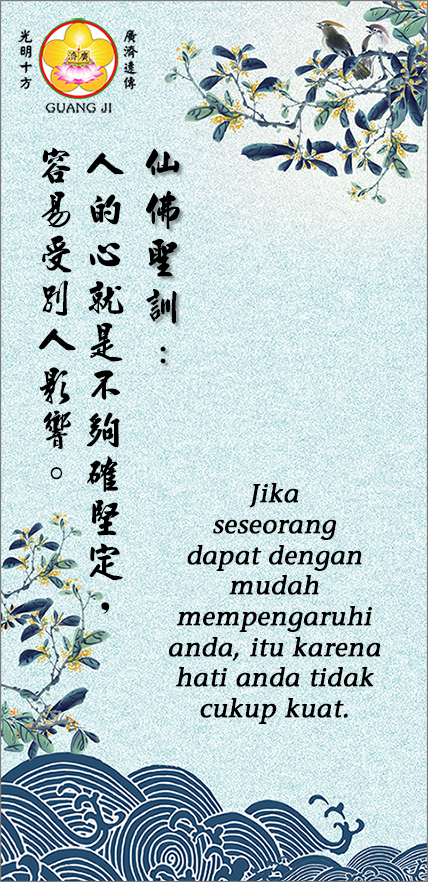 廣濟遠傳
光明十方
濟廣
GUANG JI
仙佛聖訓：
人的心就是不夠確堅定，
容易受別人影響。
Jika
seseorang
dapat dengan
mudah
mempengaruhi
anda, itu karena
hati anda tidak
cukup kuat.